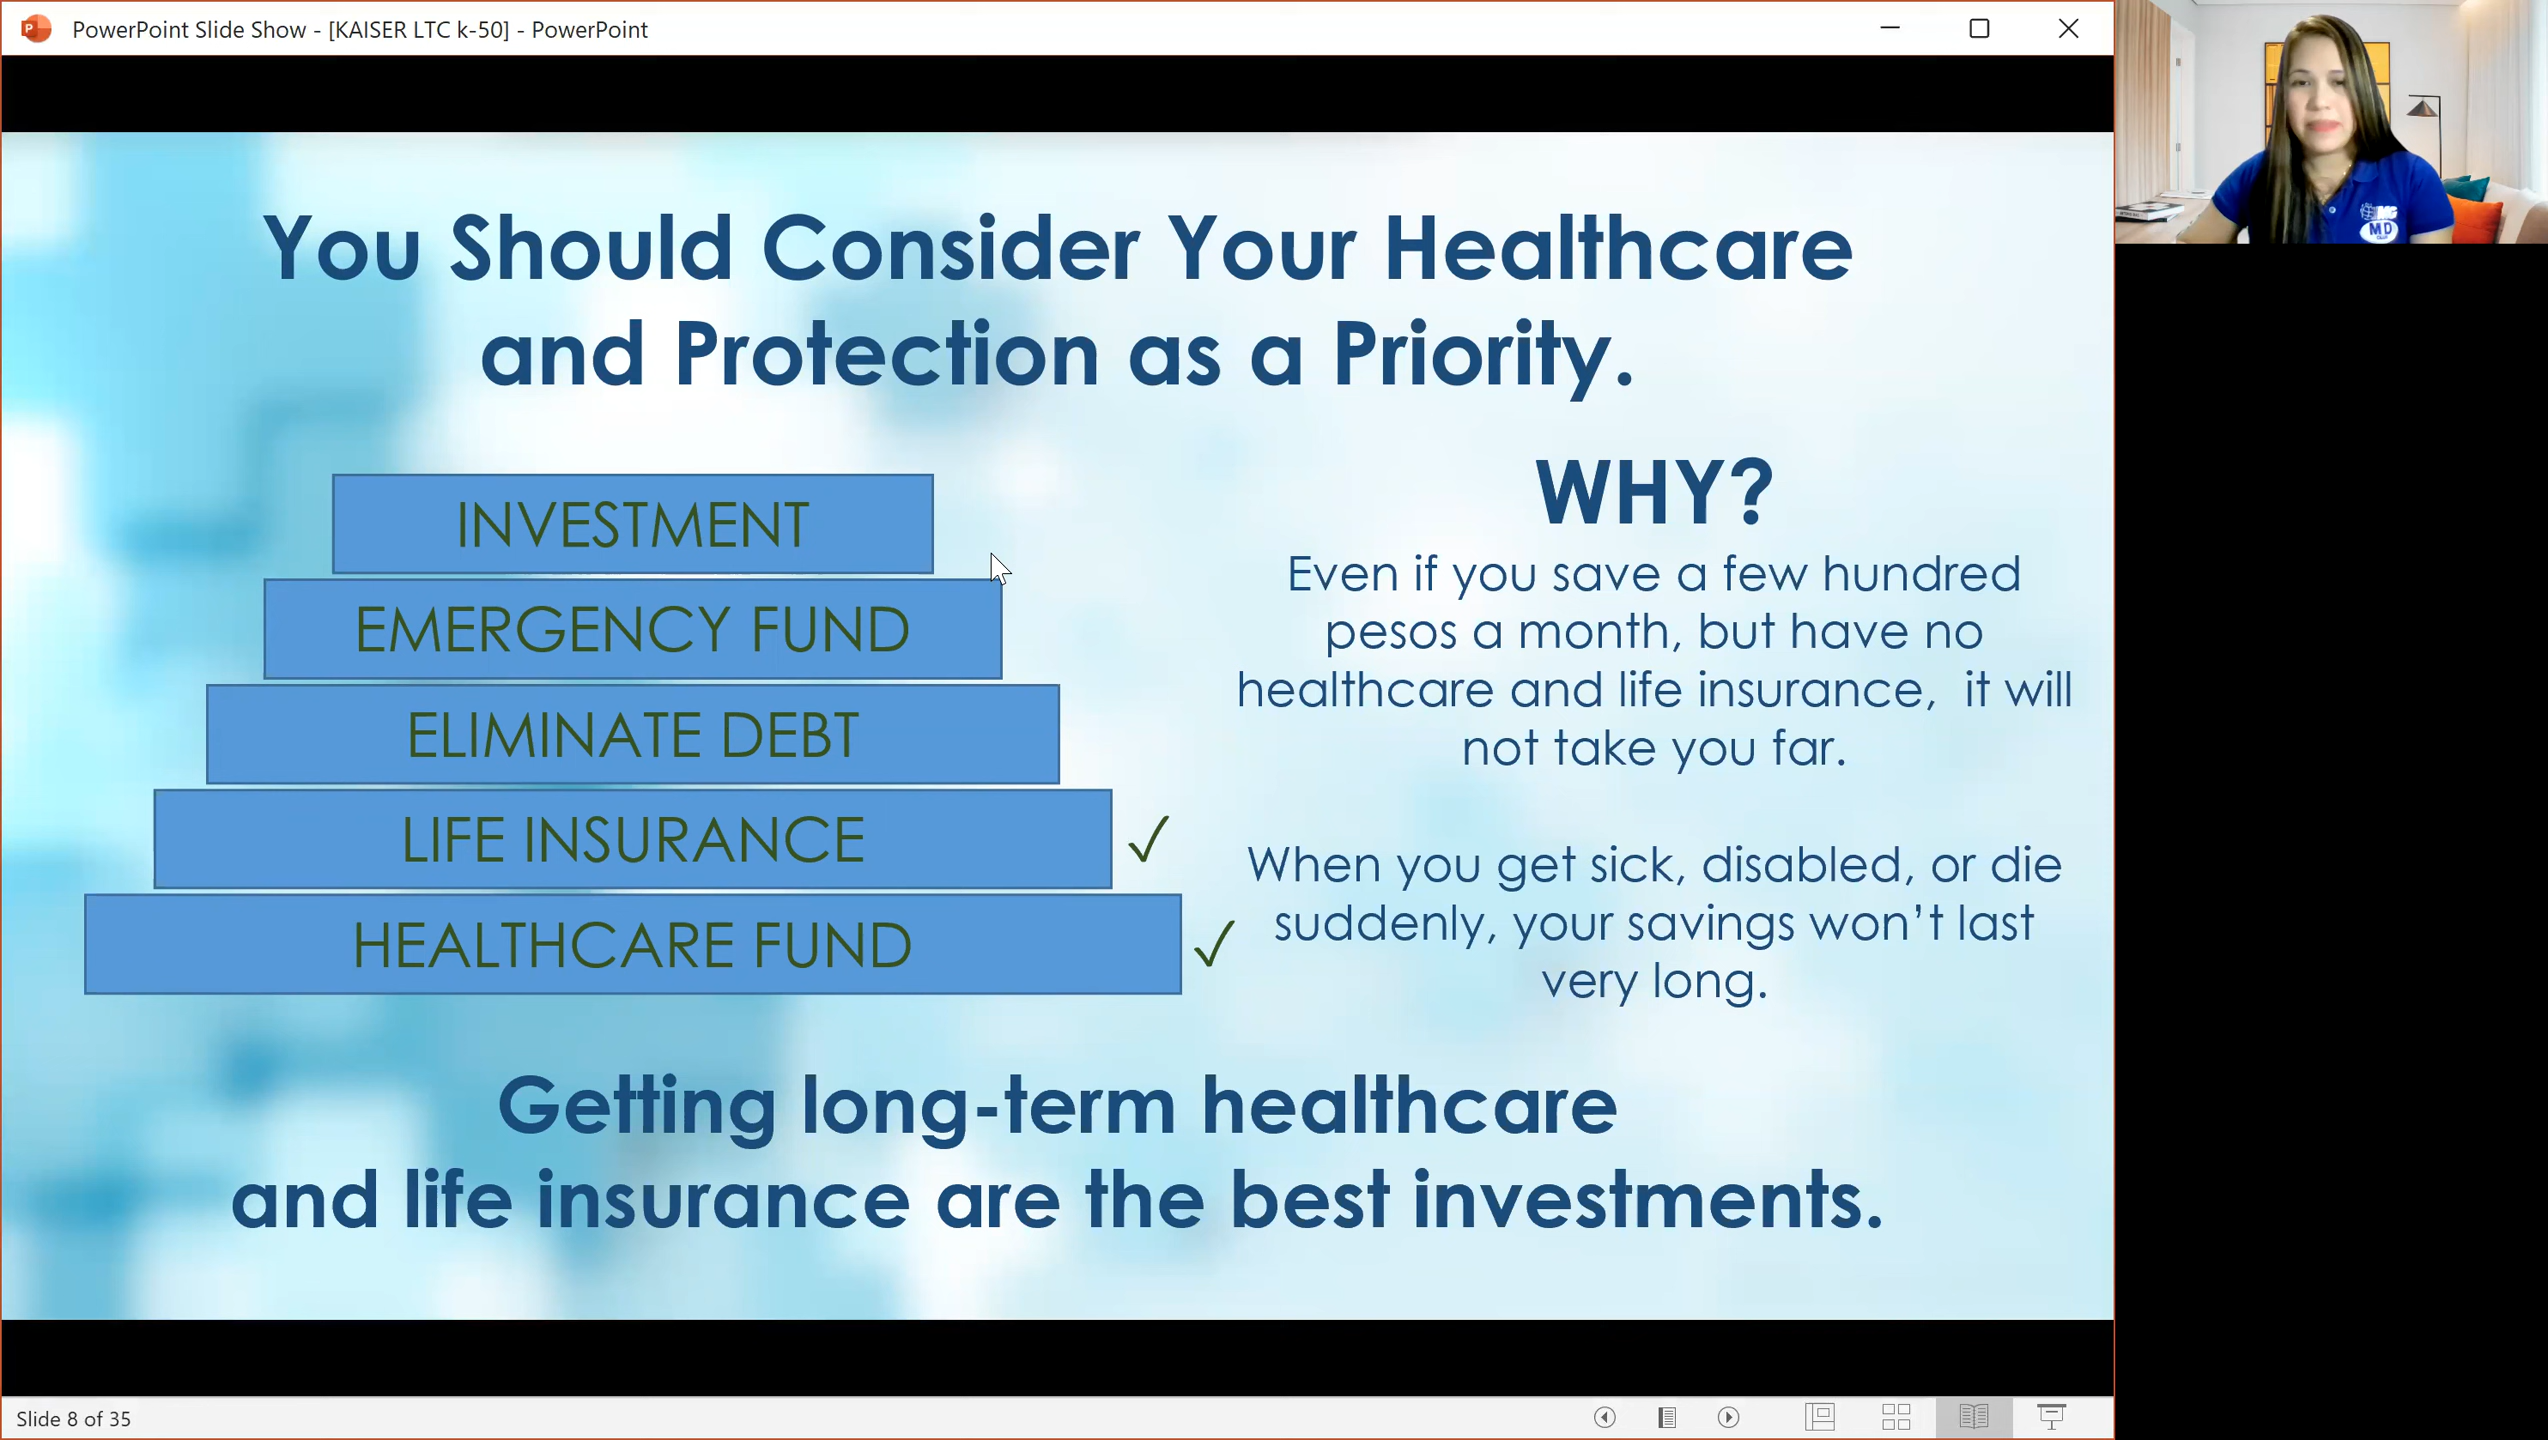 PowerPoint Slide Show - [KAISER LTC k-50] - PowerPoint
You Should Consider Your Healthcare
and Protection as a Priority.
INVESTMENT
EMERGENCY FUND
ELIMINATE DEBT
LIFE INSURANCE ✓
HEALTHCARE FUND ✓
WHY?
Even if you save a few hundred
pesos a month, but have no
healthcare and life insurance, it will
not take you far.
When you get sick, disabled, or die
suddenly, your savings won't last
very long.
Getting long-term healthcare
and life insurance are the best investments.
Slide 8 of 35
IMG
MD